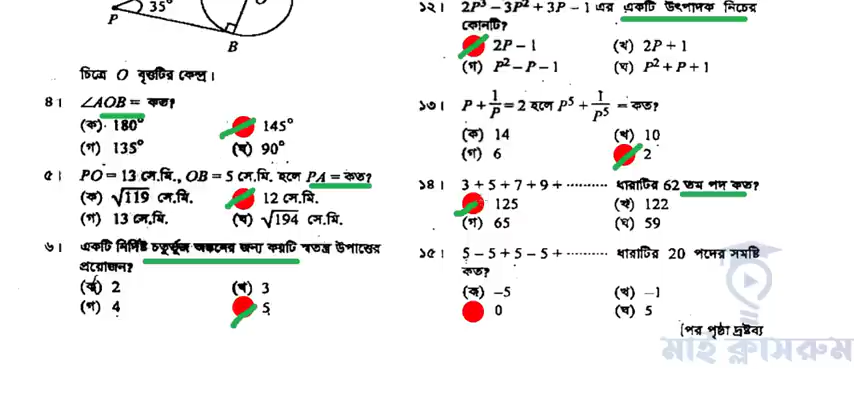 P 35° O
B
চিত্রে O বৃত্তটির কেন্দ্র।
৪। ∠AOB = কত?
(ক) 180° 145°
(গ) 135° (ঘ) 90°
৫। PO = 13 সে.মি., OB = 5 সে.মি. হলে PA = কত?
(ক) √119 সে.মি. 12 সে.মি.
(গ) 13 সে.মি. (ঘ) √194 সে.মি.
৬। একটি নির্দিষ্ট চতুর্ভুজ অঙ্কনের জন্য কয়টি স্বতন্ত্র উপাত্তের
প্রয়োজন?
(ক) 2 (খ) 3
(গ) 4 5
১২। 2P³ − 3P² + 3P − 1 এর একটি উৎপাদক নিচের
কোনটি?
2P − 1 (খ) 2P + 1
(গ) P² − P − 1 (ঘ) P² + P + 1
১৩। P + 1/P = 2 হলে P⁵ + 1/P⁵ = কত?
(ক) 14 (খ) 10
(গ) 6 2
১৪। 3 + 5 + 7 + 9 + ·········· ধারাটির 62 তম পদ কত?
125 (খ) 122
(গ) 65 (ঘ) 59
১৫। 5 − 5 + 5 − 5 + ·········· ধারাটির 20 পদের সমষ্টি
কত?
(ক) −5 (খ) −1
0 (ঘ) 5
[পর পৃষ্ঠা দ্রষ্টব্য
মাই ক্লাসরুম